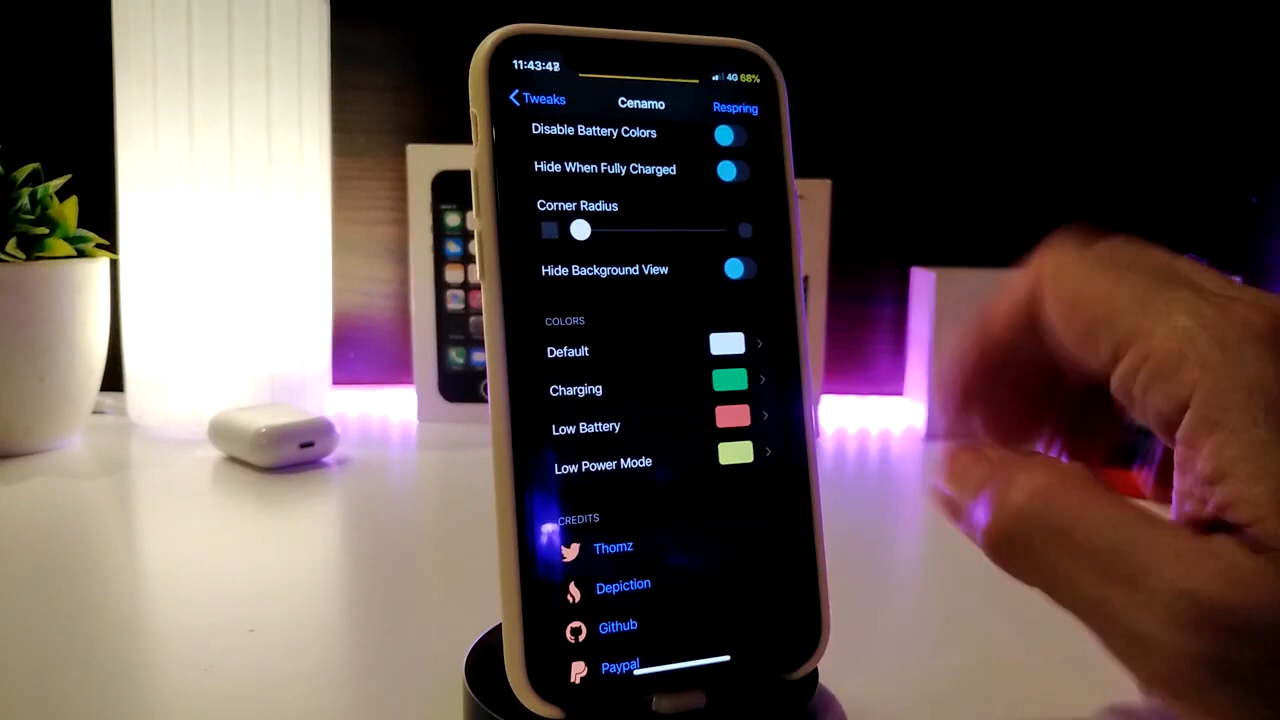 11:43:48 4G 68%
Tweaks Cenamo Respring
Disable Battery Colors
Hide When Fully Charged
Corner Radius
Hide Background View
COLORS
Default
Charging
Low Battery
Low Power Mode
CREDITS
Thomz
Depiction
Github
Paypal